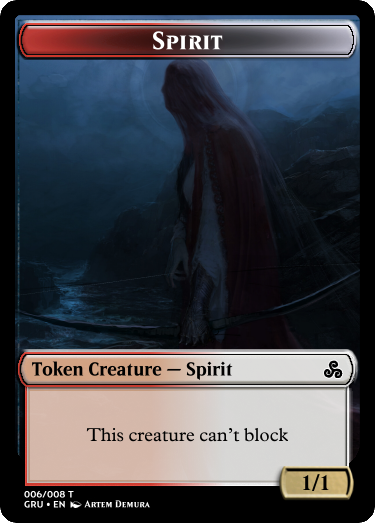 Spirit
Token Creature — Spirit
This creature can't block
1/1
006/008 T
GRU • EN Artem Demura